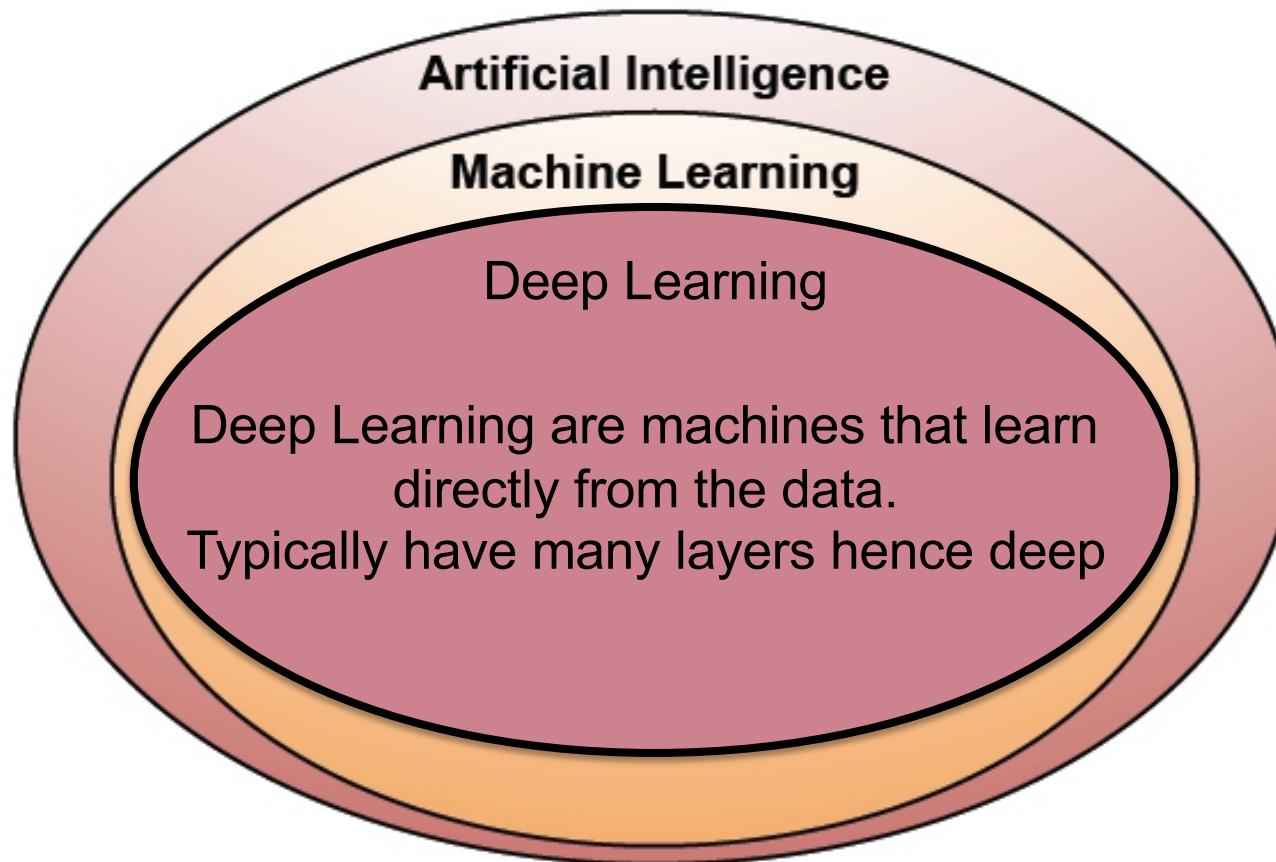 Artificial Intelligence
Machine Learning
Deep Learning
Deep Learning are machines that learn
directly from the data.
Typically have many layers hence deep